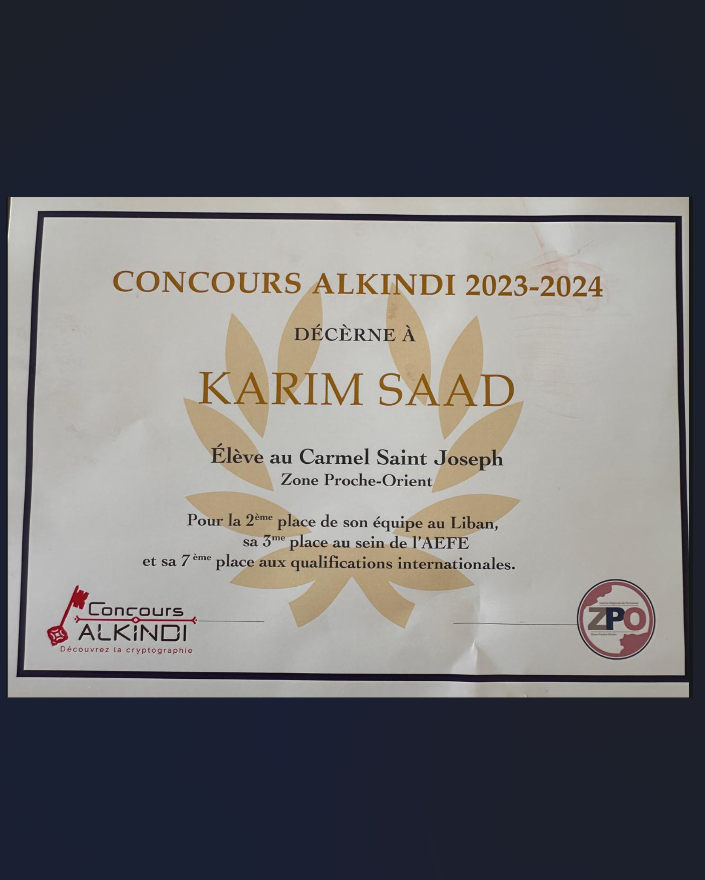 CONCOURS ALKINDI 2023-2024
DÉCÈRNE À
KARIM SAAD
Élève au Carmel Saint Joseph
Zone Proche-Orient
Pour la 2ème place de son équipe au Liban,
sa 3me place au sein de l'AEFE
et sa 7ème place aux qualifications internationales.
Concours
ALKINDI
Découvrez la cryptographie
ZPO